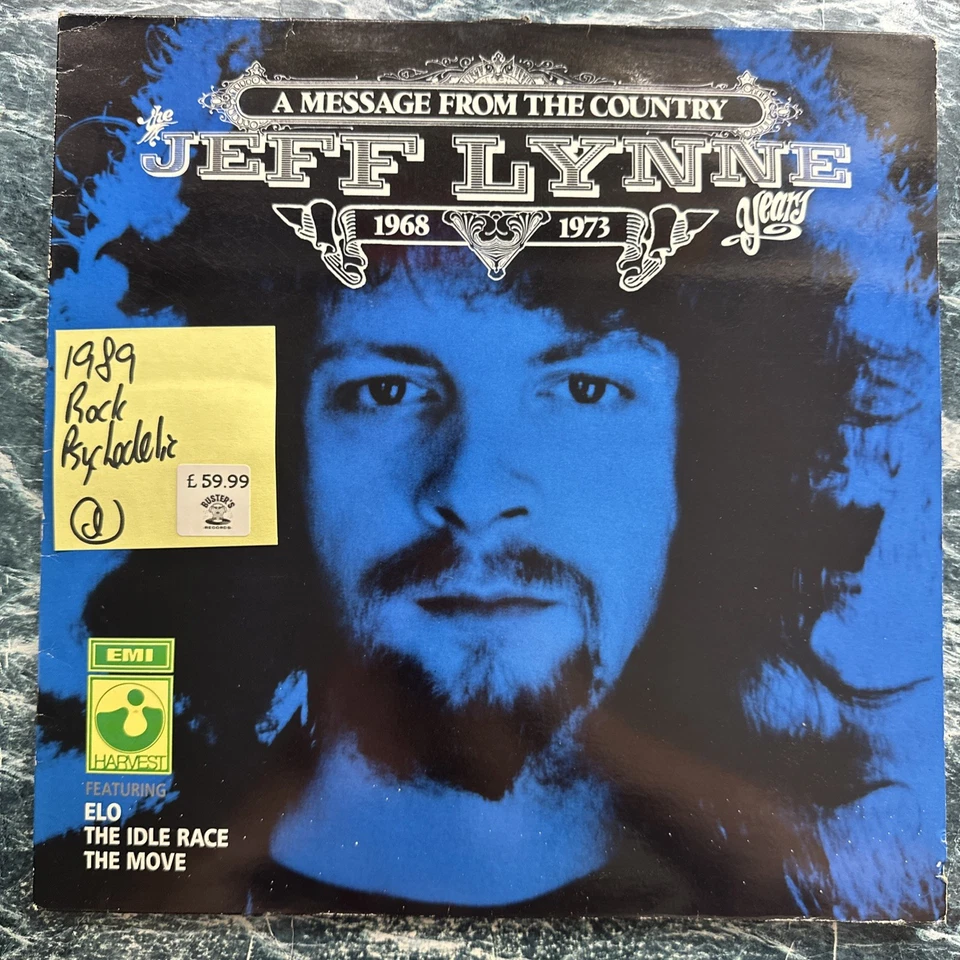 A MESSAGE FROM THE COUNTRY
the
JEFF LYNNE
years
1968 1973
1989
Rock
Psychedelic
£ 59.99
BUSTER'S
RECORDS
EMI
HARVEST
FEATURING
ELO
THE IDLE RACE
THE MOVE